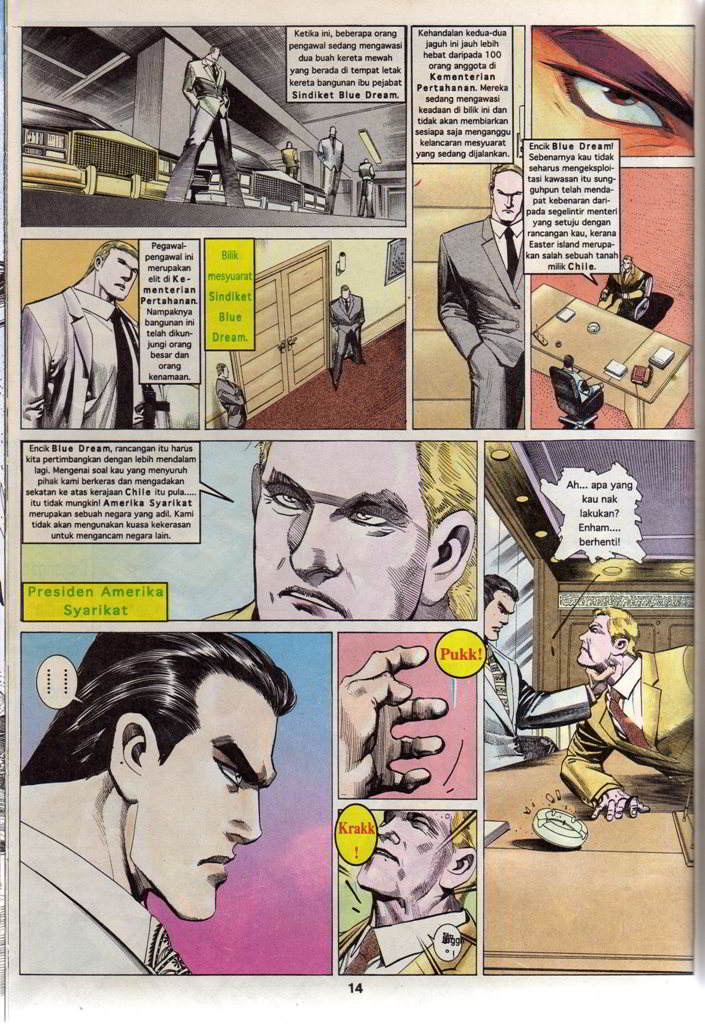 Ketika ini, beberapa orang
pengawal sedang mengawasi
dua buah kereta mewah
yang berada di tempat letak
kereta bangunan ibu pejabat
Sindiket Blue Dream.
Kehandalan kedua-dua
jaguh ini jauh lebih
hebat daripada 100
orang anggota di
Kementerian
Pertahanan. Mereka
sedang mengawasi
keadaan di bilik ini dan
tidak akan membiarkan
sesiapa saja menganggu
kelancaran mesyuarat
yang sedang dijalankan.
Encik Blue Dream!
Sebenarnya kau tidak
seharus mengeksploi-
tasi kawasan itu sung-
guhpun telah menda-
pat kebenaran dari-
pada segelintir menteri
yang setuju dengan
rancangan kau, kerana
Easter island merupa-
kan salah sebuah tanah
milik Chile.
Pegawal-
pengawal ini
merupakan
elit di Ke-
menterian
Pertahanan.
Nampaknya
bangunan ini
telah dikun-
jungi orang
besar dan
orang
kenamaan.
Bilik
mesyuarat
Sindiket
Blue
Dream.
Encik Blue Dream, rancangan itu harus
kita pertimbangkan dengan lebih mendalam
lagi. Mengenai soal kau yang menyuruh
pihak kami berkeras dan mengadakan
sekatan ke atas kerajaan Chile itu pula.....
itu tidak mungkin! Amerika Syarikat
merupakan sebuah negara yang adil. Kami
tidak akan mengunakan kuasa kekerasan
untuk mengancam negara lain.
Presiden Amerika
Syarikat
Ah... apa yang
kau nak
lakukan?
Enham....
berhenti!
Pukk!
Krakk
!
14